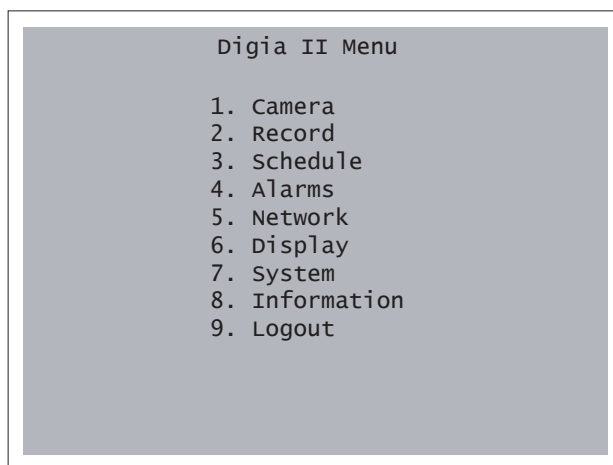 Digia II Menu
1. Camera
2. Record
3. Schedule
4. Alarms
5. Network
6. Display
7. System
8. Information
9. Logout